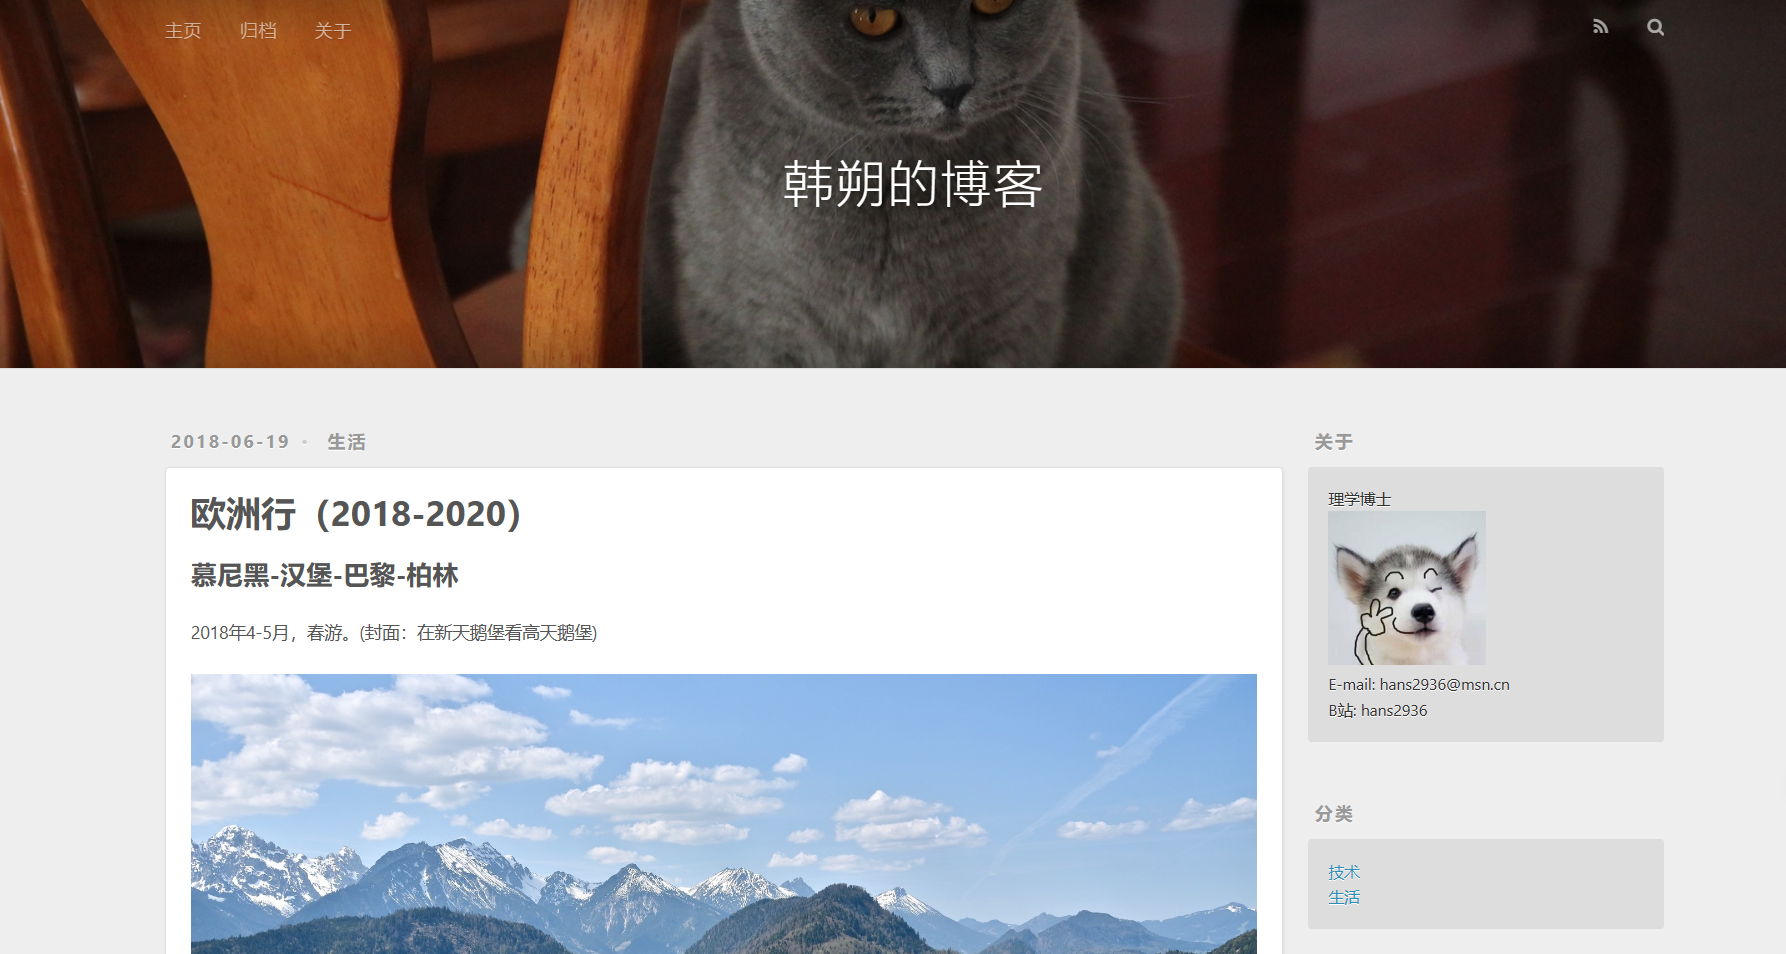 主页 归档 关于
韩朔的博客
2018-06-19 • 生活
欧洲行（2018-2020）
慕尼黑-汉堡-巴黎-柏林
2018年4-5月，春游。(封面：在新天鹅堡看高天鹅堡)
关于
理学博士
E-mail: hans2936@msn.cn
B站: hans2936
分类
技术
生活